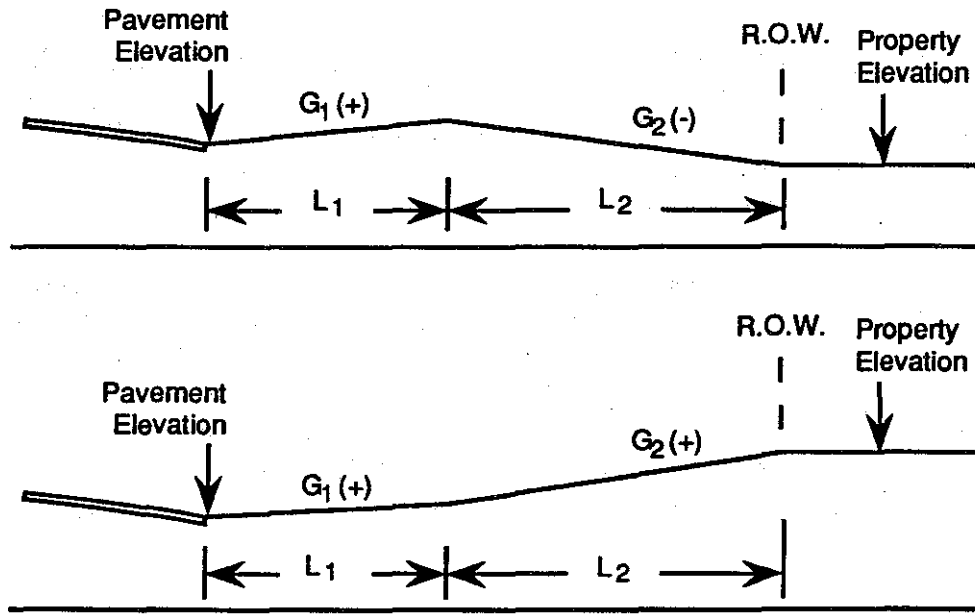 Pavement
Elevation
R.O.W.
Property
Elevation
G1 (+)
G2 (-)
L1
L2
R.O.W.
Property
Elevation
Pavement
Elevation
G2 (+)
G1 (+)
L1
L2